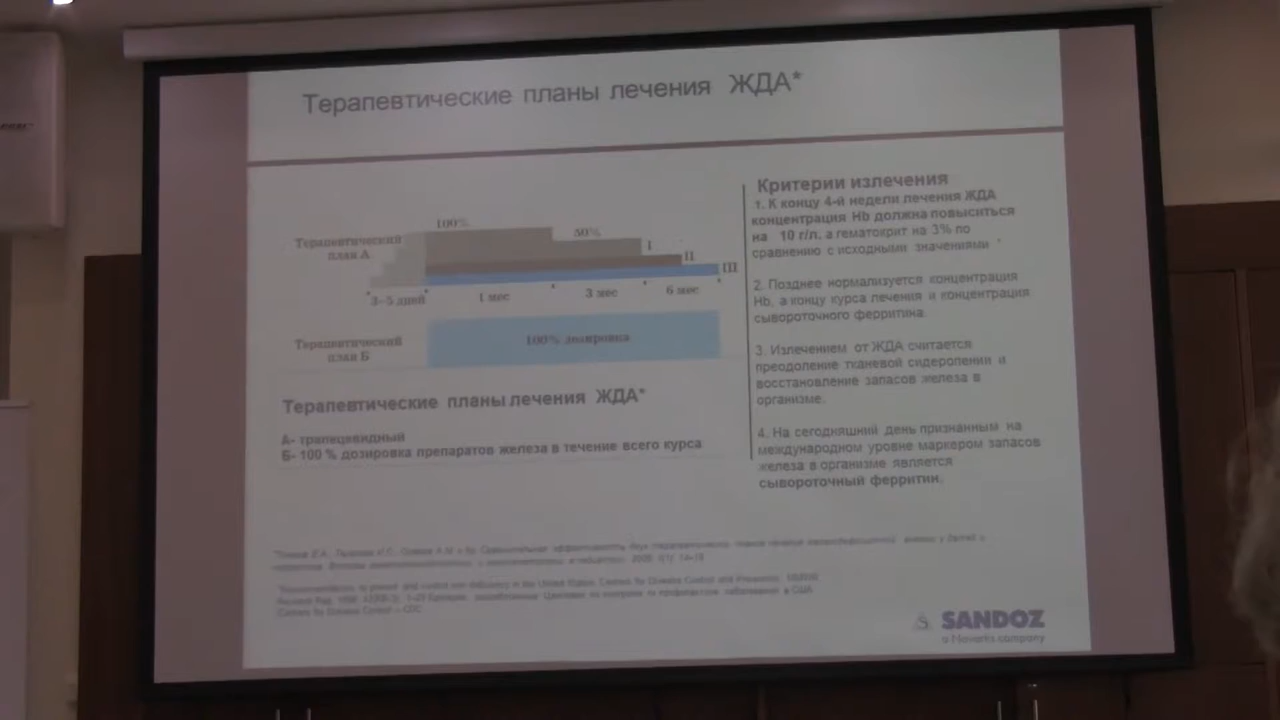 Терапевтические планы лечения ЖДА*
100%
50%
Терапевтический
план А
I
II
III
3–5 дней
1 мес
3 мес
6 мес
Терапевтический
план Б
100% дозировка
Терапевтические планы лечения ЖДА*
А- трапецевидный
Б- 100 % дозировка препаратов железа в течение всего курса
Критерии излечения
1. К концу 4-й недели лечения ЖДА
концентрация Hb должна повыситься
на 10 г/л, а гематокрит на 3% по
сравнению с исходными значениями
2. Позднее нормализуется концентрация
Hb, а концу курса лечения и концентрация
сывороточного ферритина.
3. Излечением от ЖДА считается
преодоление тканевой сидеропении и
восстановление запасов железа в
организме.
4. На сегодняшний день признанным на
международном уровне маркером запасов
железа в организме является
сывороточный ферритин.
Centers for Disease Control – CDC
S SANDOZ
a Novartis company